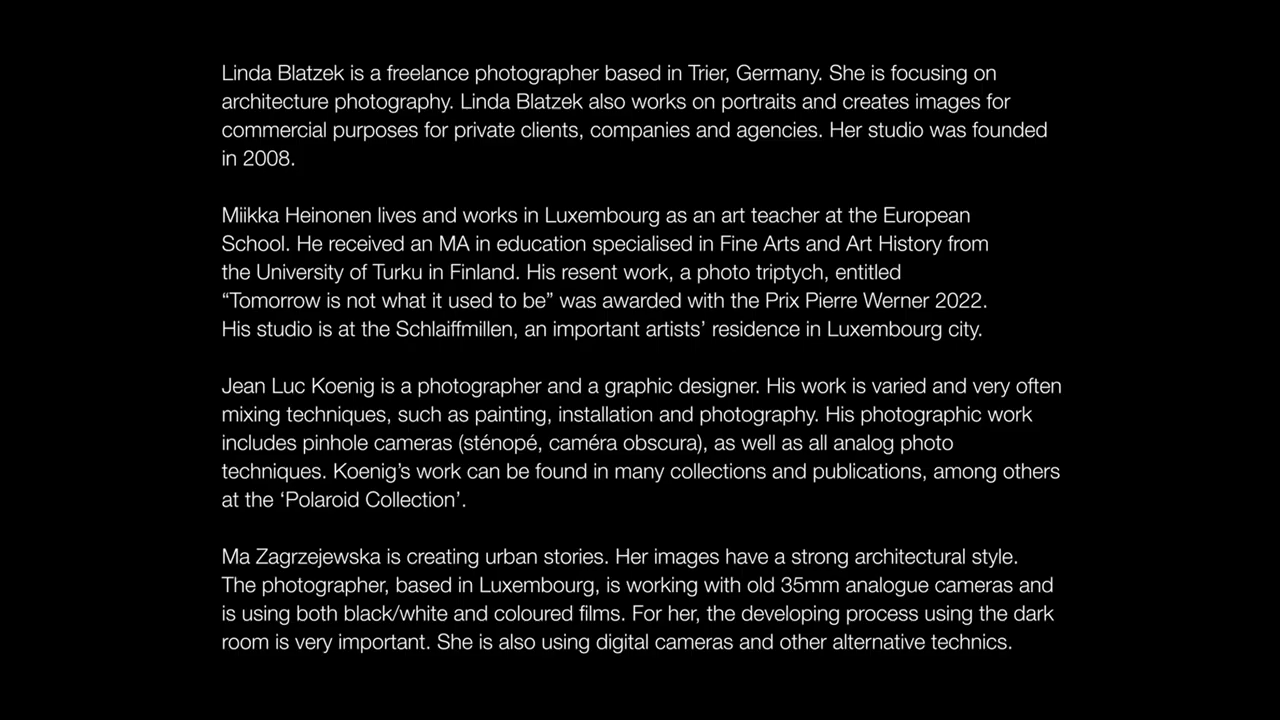 Linda Blatzek is a freelance photographer based in Trier, Germany. She is focusing on
architecture photography. Linda Blatzek also works on portraits and creates images for
commercial purposes for private clients, companies and agencies. Her studio was founded
in 2008.
Miikka Heinonen lives and works in Luxembourg as an art teacher at the European
School. He received an MA in education specialised in Fine Arts and Art History from
the University of Turku in Finland. His resent work, a photo triptych, entitled
“Tomorrow is not what it used to be” was awarded with the Prix Pierre Werner 2022.
His studio is at the Schlaiffmillen, an important artists’ residence in Luxembourg city.
Jean Luc Koenig is a photographer and a graphic designer. His work is varied and very often
mixing techniques, such as painting, installation and photography. His photographic work
includes pinhole cameras (sténopé, caméra obscura), as well as all analog photo
techniques. Koenig’s work can be found in many collections and publications, among others
at the ‘Polaroid Collection’.
Ma Zagrzejewska is creating urban stories. Her images have a strong architectural style.
The photographer, based in Luxembourg, is working with old 35mm analogue cameras and
is using both black/white and coloured films. For her, the developing process using the dark
room is very important. She is also using digital cameras and other alternative technics.